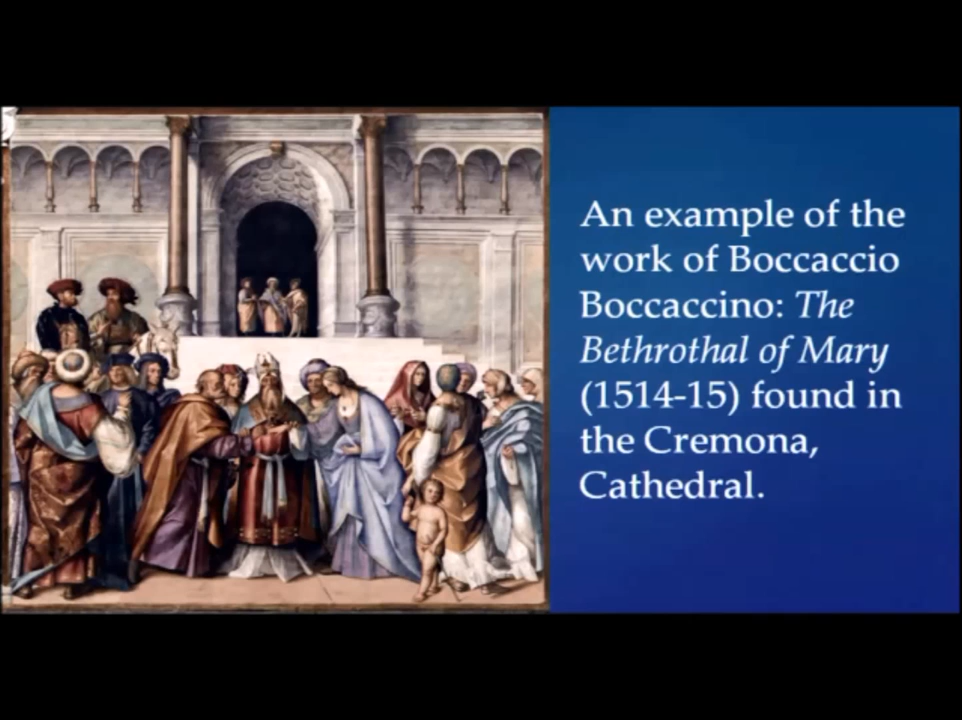 An example of the
work of Boccaccio
Boccaccino: The
Bethrothal of Mary
(1514-15) found in
the Cremona,
Cathedral.